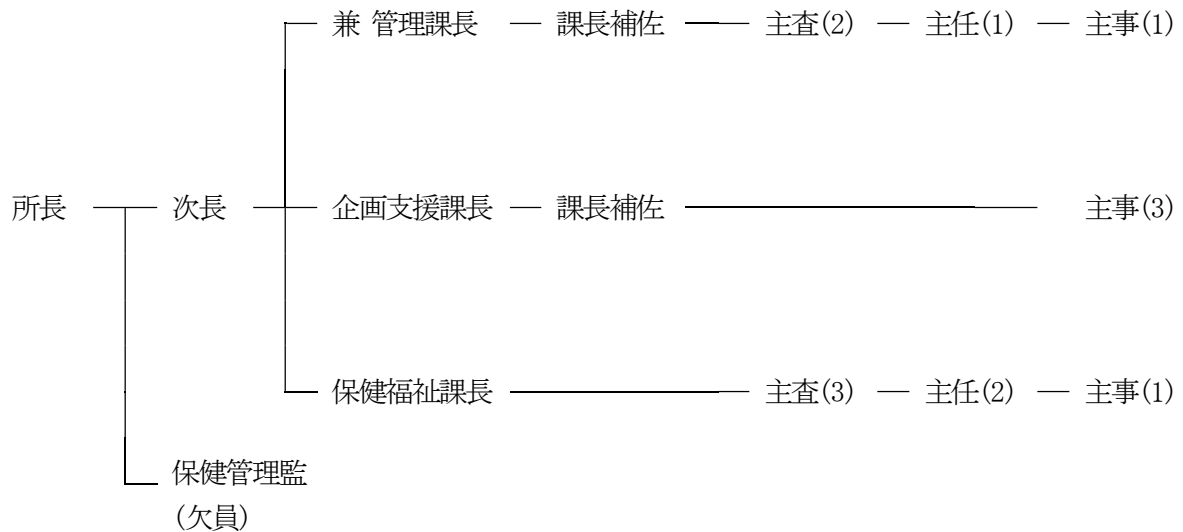 兼 管理課長 課長補佐 主査(2) 主任(1) 主事(1)
所長 次長 企画支援課長 課長補佐 主事(3)
保健福祉課長 主査(3) 主任(2) 主事(1)
保健管理監
(欠員)